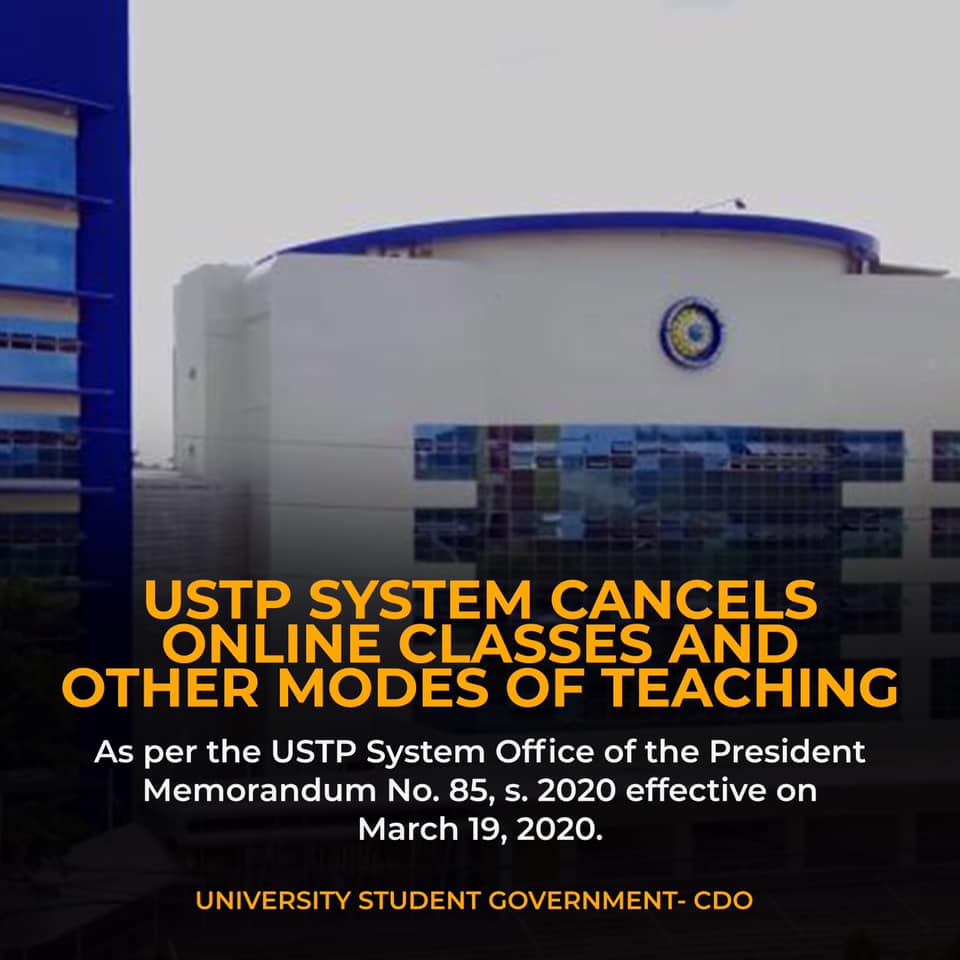 USTP SYSTEM CANCELS
ONLINE CLASSES AND
OTHER MODES OF TEACHING
As per the USTP System Office of the President
Memorandum No. 85, s. 2020 effective on
March 19, 2020.
UNIVERSITY STUDENT GOVERNMENT- CDO